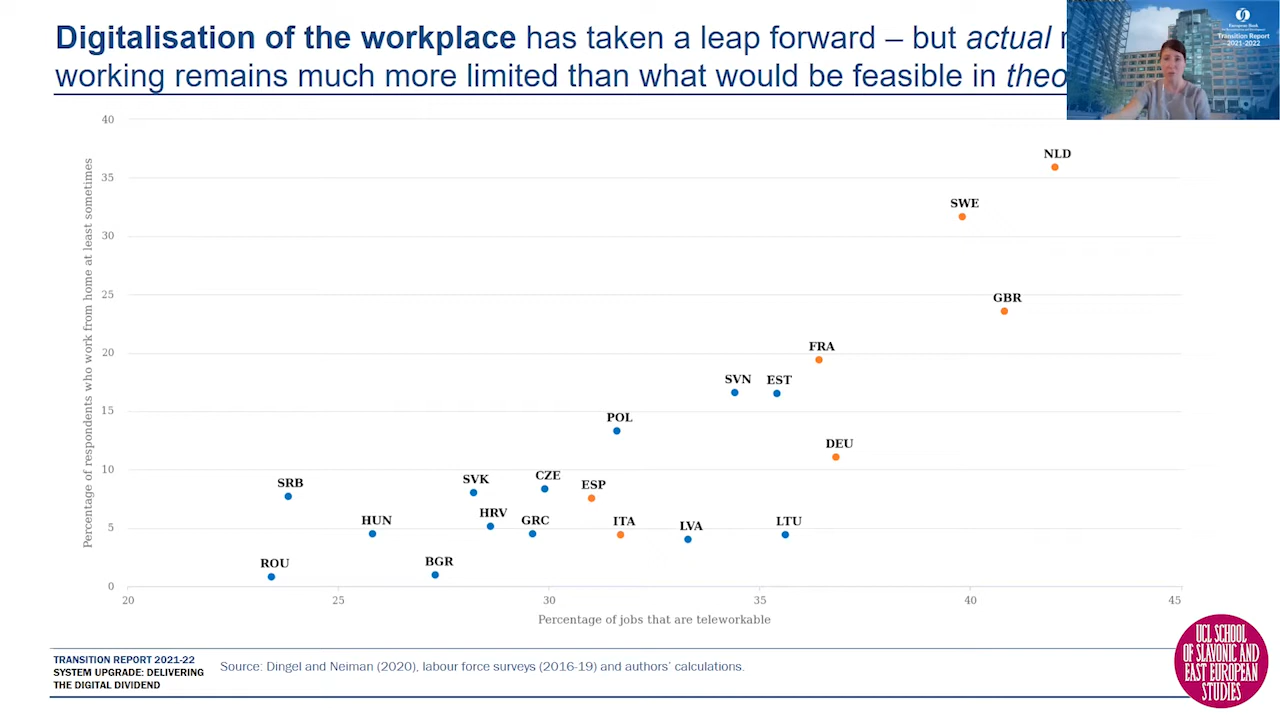 Digitalisation of the workplace has taken a leap forward – but actual
working remains much more limited than what would be feasible in
European Bank
Transition Report
2021-2022
40
35
30
25
20
15
10
5
0
Percentage of respondents who work from home at least sometimes
NLD
SWE
GBR
FRA
SVN EST
POL
DEU
CZE
SVK
ESP
SRB
HRV
GRC
HUN
ITA
LTU
LVA
ROU
BGR
20 25 30 35 40 45
Percentage of jobs that are teleworkable
TRANSITION REPORT 2021-22
SYSTEM UPGRADE: DELIVERING
THE DIGITAL DIVIDEND
Source: Dingel and Neiman (2020), labour force surveys (2016-19) and authors' calculations.
UCL SCHOOL
OF SLAVONIC AND
EAST EUROPEAN
STUDIES